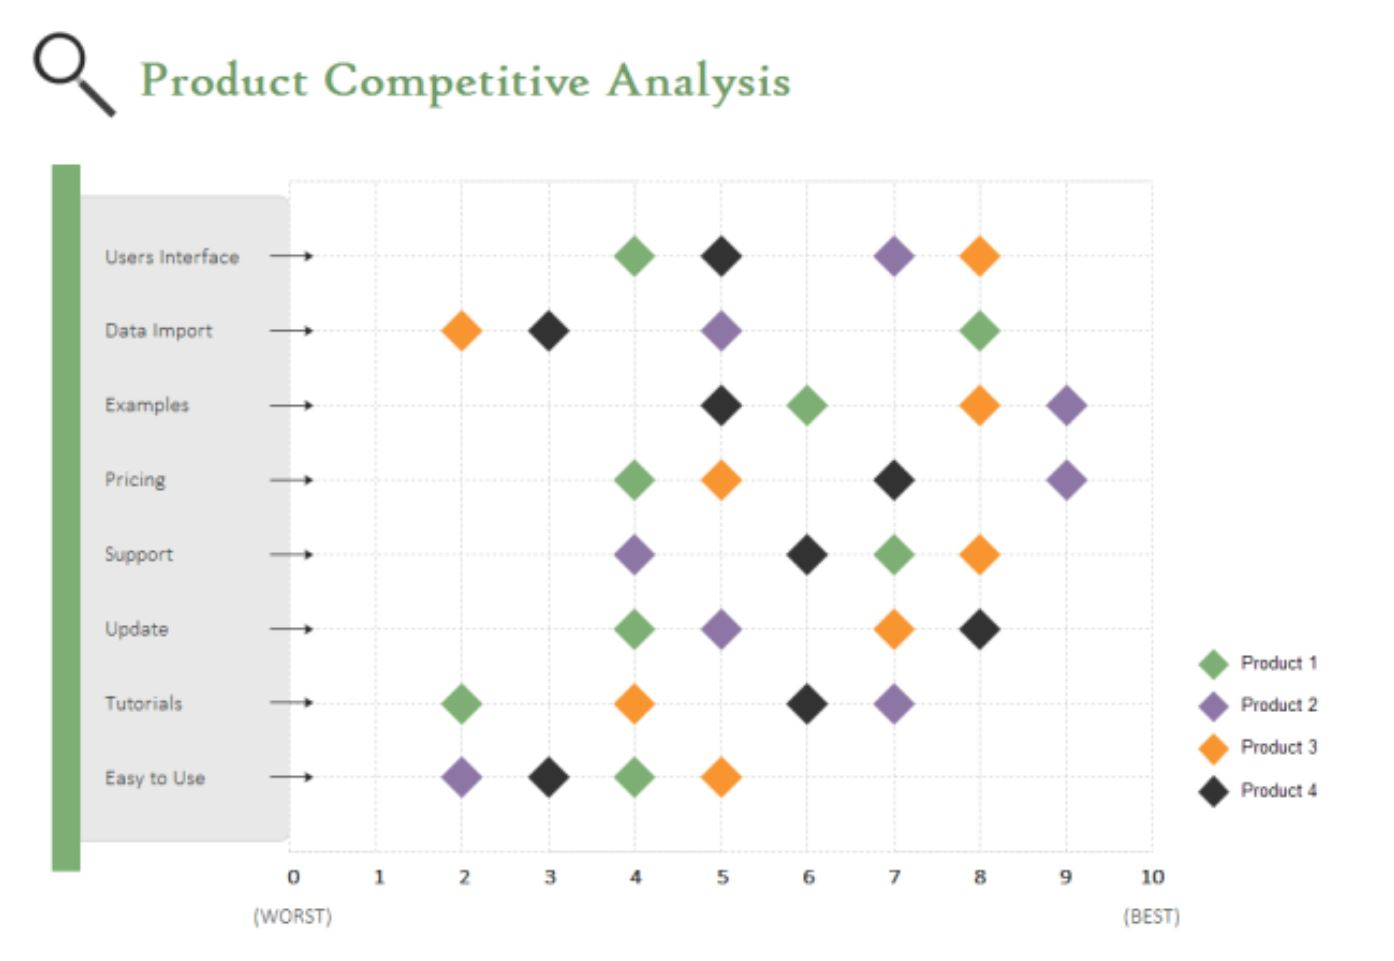 Product Competitive Analysis
Users Interface
Data Import
Examples
Pricing
Support
Update
Tutorials
Easy to Use
Product 1
Product 2
Product 3
Product 4
0 1 2 3 4 5 6 7 8 9 10
(WORST) (BEST)